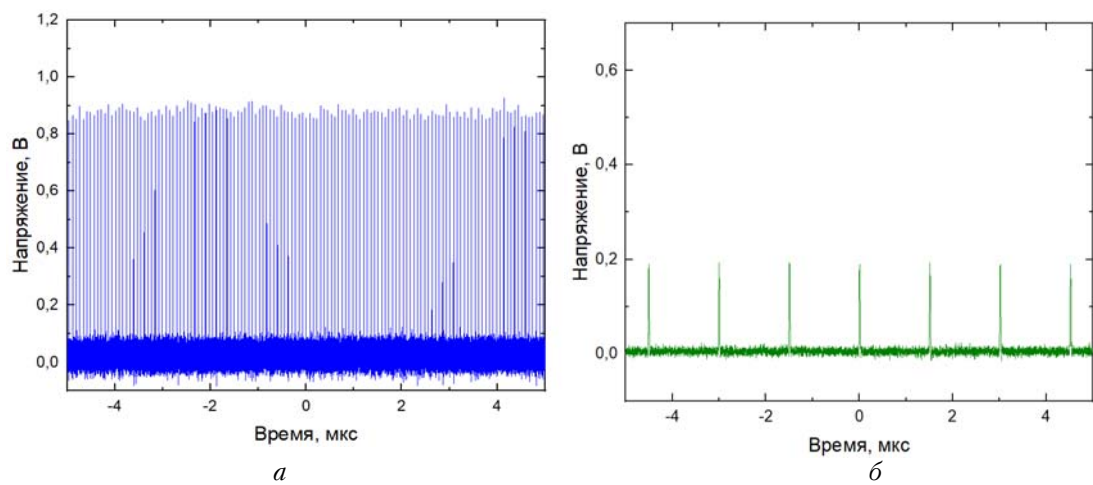 1,2
1,0
0,8
0,6
0,4
0,2
0,0
Напряжение, В
-4 -2 0 2 4
Время, мкс
а
0,6
0,4
0,2
0,0
Напряжение, В
-4 -2 0 2 4
Время, мкс
б